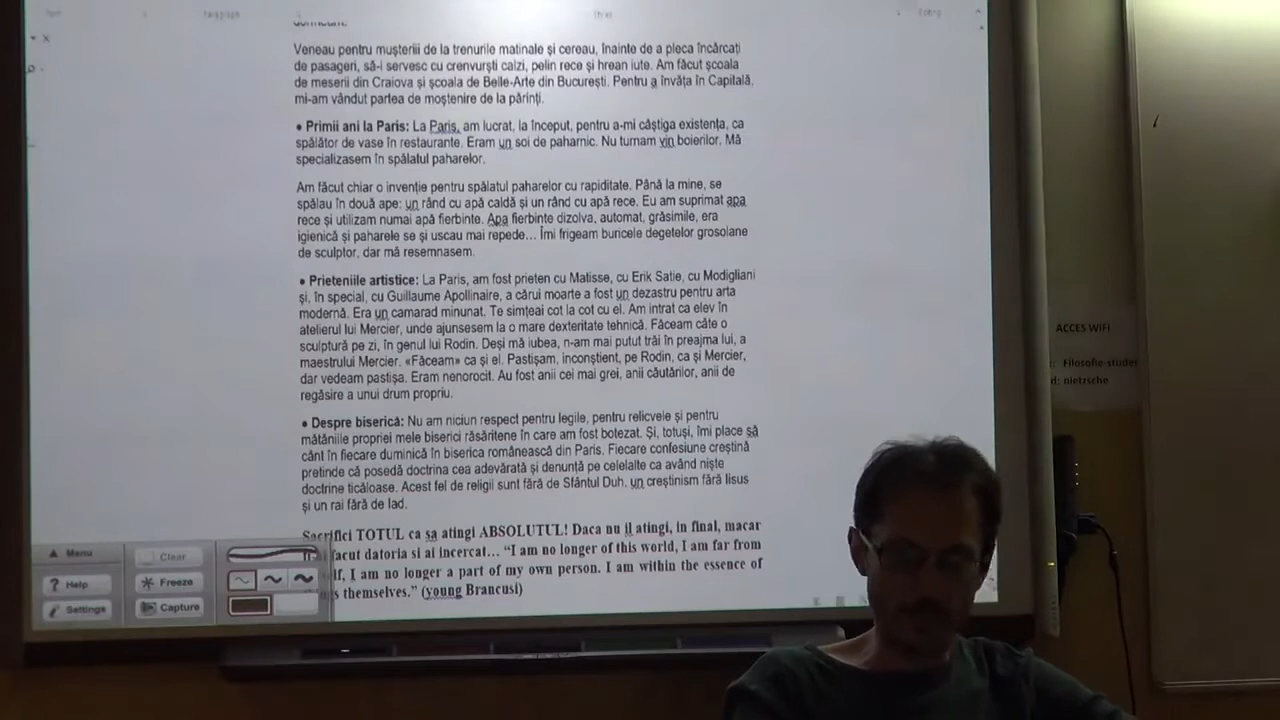 Veneau pentru mușterii de la trenurile matinale și cereau, înainte de a pleca încărcați
de pasageri, să-i servesc cu crenvurști calzi, pelin rece și hrean iute. Am făcut școala
de meserii din Craiova și școala de Belle-Arte din București. Pentru a învăța în Capitală,
mi-am vândut partea de moștenire de la părinți.
• Primii ani la Paris: La Paris, am lucrat, la început, pentru a-mi câștiga existența, ca
spălător de vase în restaurante. Eram un soi de paharnic. Nu turnam vin boierilor. Mă
specializasem în spălatul paharelor.
Am făcut chiar o invenție pentru spălatul paharelor cu rapiditate. Până la mine, se
spălau în două ape: un rând cu apă caldă și un rând cu apă rece. Eu am suprimat apa
rece și utilizam numai apă fierbinte. Apa fierbinte dizolva, automat, grăsimile, era
igienică și paharele se și uscau mai repede... Îmi frigeam buricele degetelor grosolane
de sculptor, dar mă resemnasem.
• Prieteniile artistice: La Paris, am fost prieten cu Matisse, cu Erik Satie, cu Modigliani
și, în special, cu Guillaume Apollinaire, a cărui moarte a fost un dezastru pentru arta
modernă. Era un camarad minunat. Te simțeai cot la cot cu el. Am intrat ca elev în
atelierul lui Mercier, unde ajunsesem la o mare dexteritate tehnică. Făceam câte o
sculptură pe zi, în genul lui Rodin. Deși mă iubea, n-am mai putut trăi în preajma lui, a
maestrului Mercier. «Făceam» ca și el. Pastișam, inconștient, pe Rodin, ca și Mercier,
dar vedeam pastișa. Eram nenorocit. Au fost anii cei mai grei, anii căutărilor, anii de
regăsire a unui drum propriu.
• Despre biserică: Nu am niciun respect pentru legile, pentru relicvele și pentru
mătăniile propriei mele biserici răsăritene în care am fost botezat. Și, totuși, îmi place să
cânt în fiecare duminică în biserica românească din Paris. Fiecare confesiune creștină
pretinde că posedă doctrina cea adevărată și denunță pe celelalte ca având niște
doctrine ticăloase. Acest fel de religii sunt fără de Sfântul Duh, un creștinism fără Iisus
și un rai fără de Iad.
Sacrifici TOTUL ca sa atingi ABSOLUTUL! Daca nu il atingi, in final, macar
facut datoria si ai incercat... “I am no longer of this world, I am far from
I am no longer a part of my own person. I am within the essence of
themselves.” (young Brancusi)
Menu
Help
Settings
Clear
Freeze
Capture
ACCES WIFI
Filosofie-studen
d: nietzsche
Paragraph
Editing